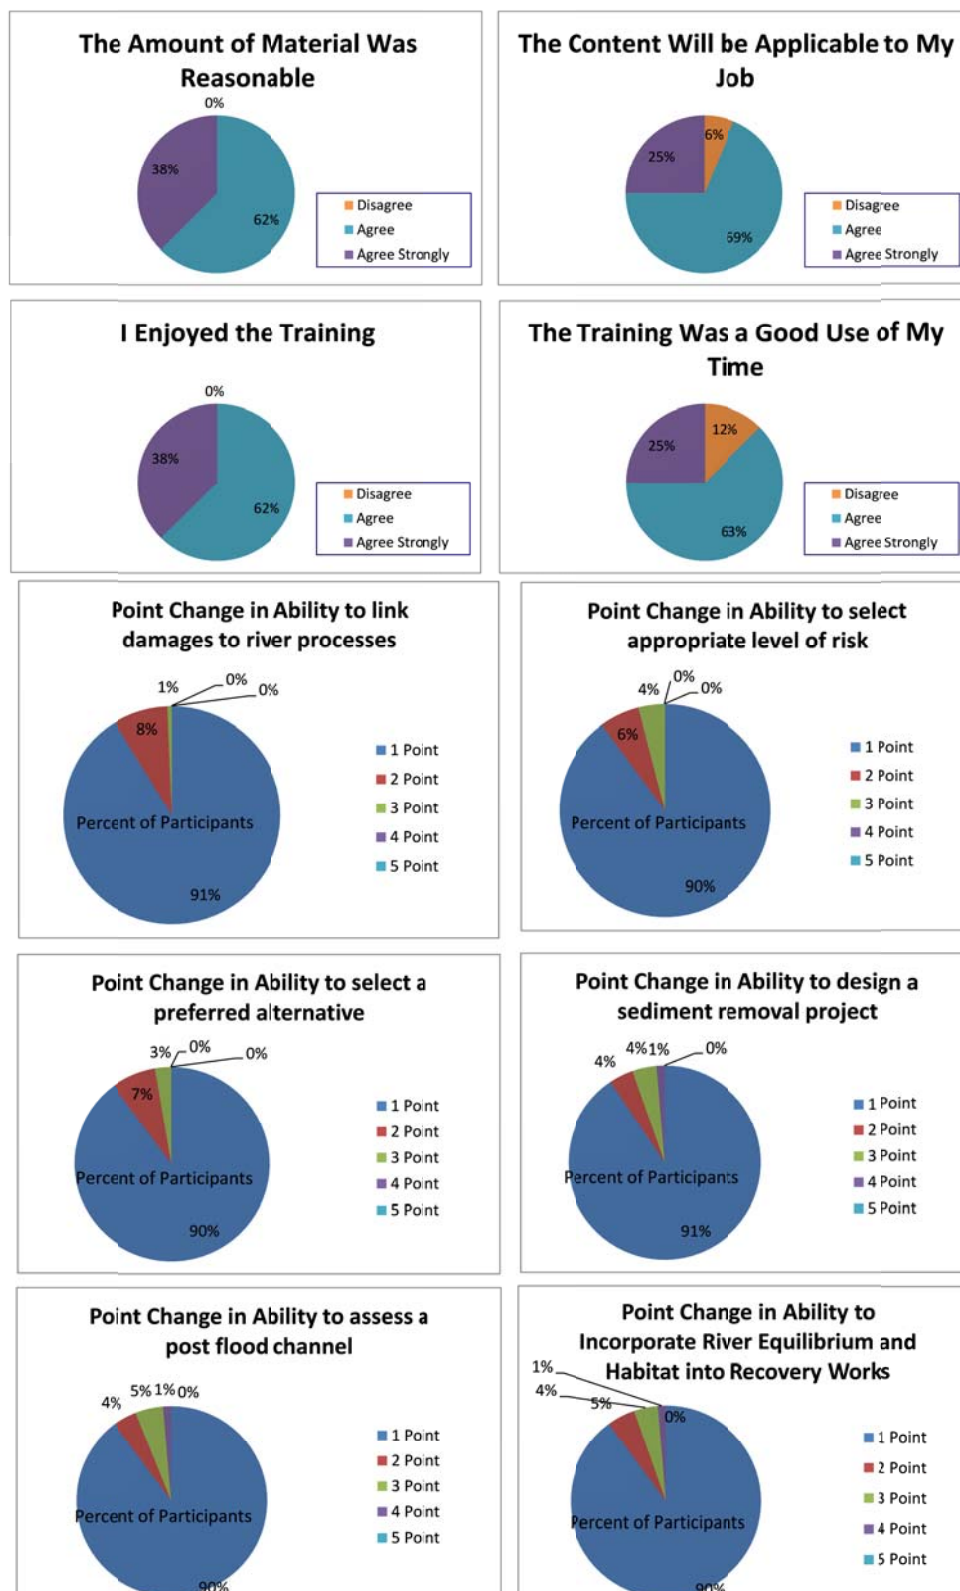 The Amount of Material Was
Reasonable
0%
38%
62%
Disagree
Agree
Agree Strongly
The Content Will be Applicable to My
Job
6%
25%
69%
Disagree
Agree
Agree Strongly
I Enjoyed the Training
0%
38%
62%
Disagree
Agree
Agree Strongly
The Training Was a Good Use of My
Time
12%
25%
63%
Disagree
Agree
Agree Strongly
Point Change in Ability to link
damages to river processes
1%
0%
0%
8%
Percent of Participants
91%
1 Point
2 Point
3 Point
4 Point
5 Point
Point Change in Ability to select
appropriate level of risk
4%
0%
0%
6%
Percent of Participants
90%
1 Point
2 Point
3 Point
4 Point
5 Point
Point Change in Ability to select a
preferred alternative
3%
0%
0%
7%
Percent of Participants
90%
1 Point
2 Point
3 Point
4 Point
5 Point
Point Change in Ability to design a
sediment removal project
4%
4%
1%
0%
Percent of Participants
91%
1 Point
2 Point
3 Point
4 Point
5 Point
Point Change in Ability to assess a
post flood channel
4%
5%
1%
0%
Percent of Participants
90%
1 Point
2 Point
3 Point
4 Point
5 Point
Point Change in Ability to
Incorporate River Equilibrium and
Habitat into Recovery Works
1%
4%
5%
0%
Percent of Participants
90%
1 Point
2 Point
3 Point
4 Point
5 Point